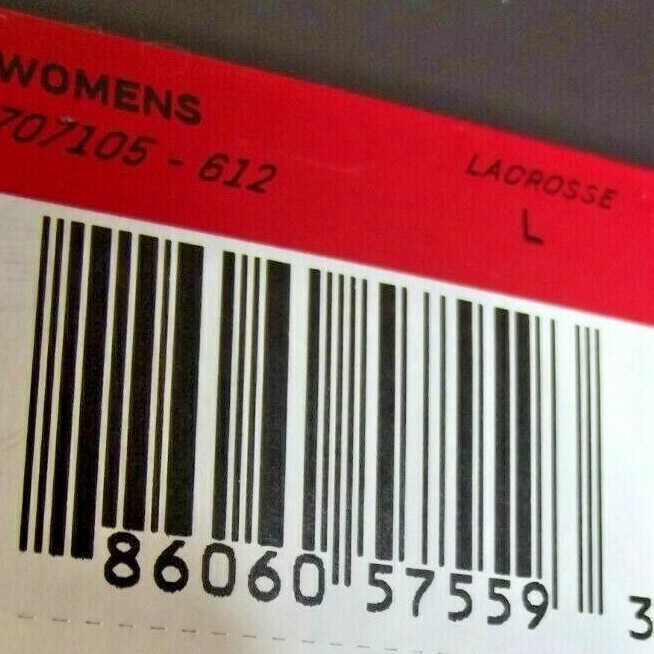 WOMENS
707105 - 612
LACROSSE
L
86060 57559 3